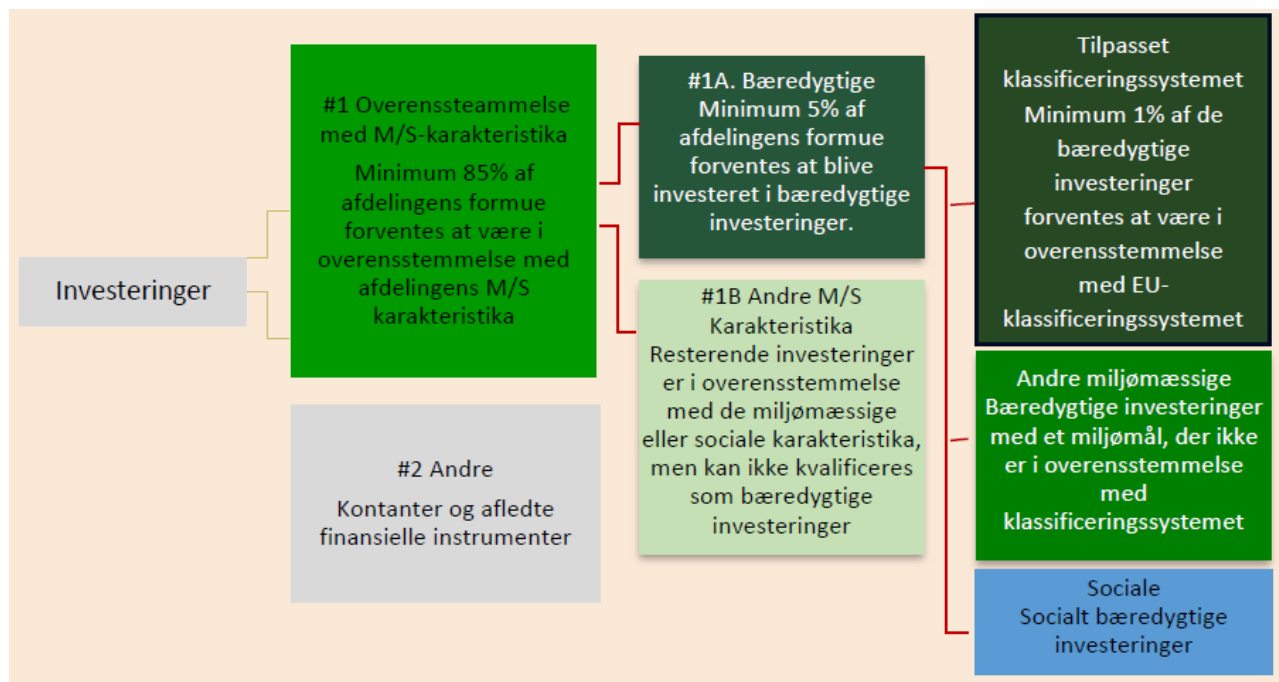 Investeringer
#1 Overenssteammelse
med M/S-karakteristika
Minimum 85% af
afdelingens formue
forventes at være i
overensstemmelse med
afdelingens M/S
karakteristika
#2 Andre
Kontanter og afledte
finansielle instrumenter
#1A. Bæredygtige
Minimum 5% af
afdelingens formue
forventes at blive
investeret i bæredygtige
investeringer.
#1B Andre M/S
Karakteristika
Resterende investeringer
er i overensstemmelse
med de miljømæssige
eller sociale karakteristika,
men kan ikke kvalificeres
som bæredygtige
investeringer
Tilpasset
klassificeringssystemet
Minimum 1% af de
bæredygtige
investeringer
forventes at være i
overensstemmelse
med EU-
klassificeringssystemet
Andre miljømæssige
Bæredygtige investeringer
med et miljømål, der ikke
er i overensstemmelse
med
klassificeringssystemet
Sociale
Socialt bæredygtige
investeringer